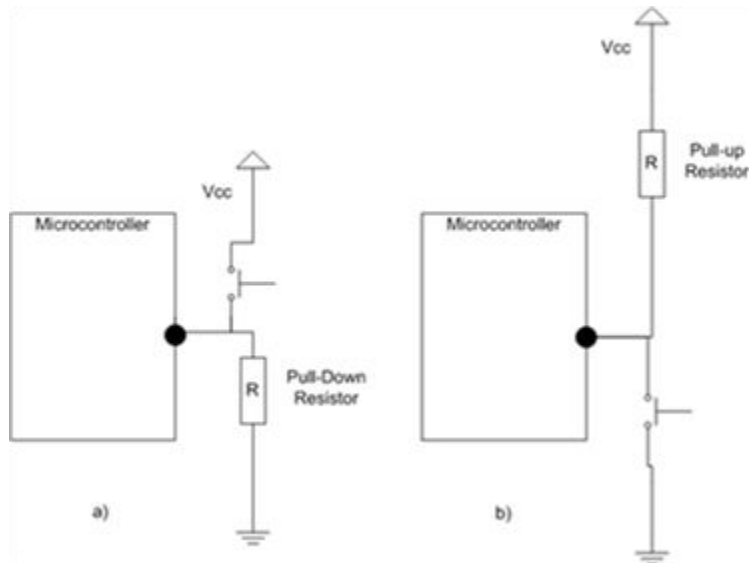 Vcc
Microcontroller
R
Pull-Down
Resistor
a)
Vcc
R
Pull-up
Resistor
Microcontroller
b)